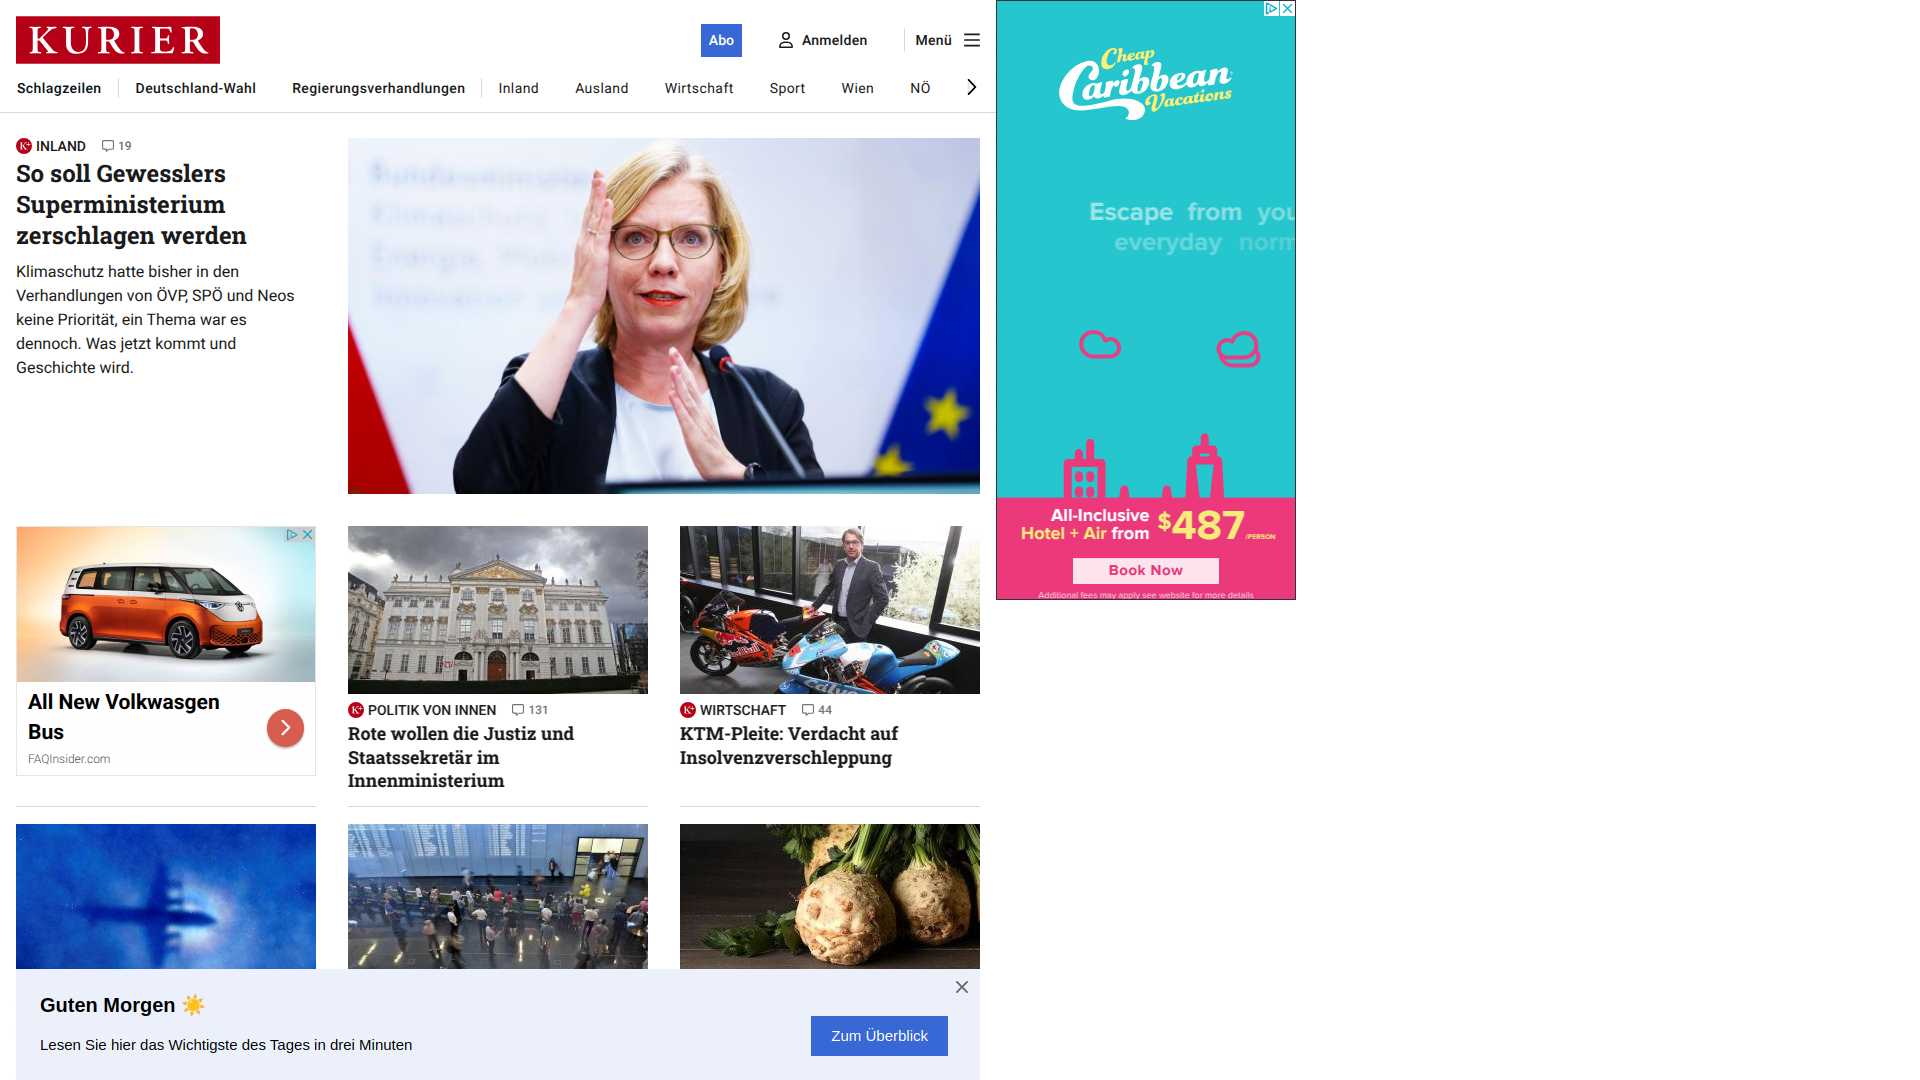 KURIER
Abo
Anmelden
Menü
Schlagzeilen
Deutschland-Wahl
Regierungsverhandlungen
Inland
Ausland
Wirtschaft
Sport
Wien
NÖ
INLAND 19
So soll Gewesslers
Superministerium
zerschlagen werden
Klimaschutz hatte bisher in den
Verhandlungen von ÖVP, SPÖ und Neos
keine Priorität, ein Thema war es
dennoch. Was jetzt kommt und
Geschichte wird.
Cheap
Caribbean
Vacations
Escape from you
everyday norm
All-Inclusive
Hotel + Air from
$487 /PERSON
Book Now
Additional fees may apply see website for more details
All New Volkwasgen
Bus
FAQInsider.com
POLITIK VON INNEN 131
Rote wollen die Justiz und
Staatssekretär im
Innenministerium
WIRTSCHAFT 44
KTM-Pleite: Verdacht auf
Insolvenzverschleppung
Guten Morgen ☀️
Lesen Sie hier das Wichtigste des Tages in drei Minuten
Zum Überblick